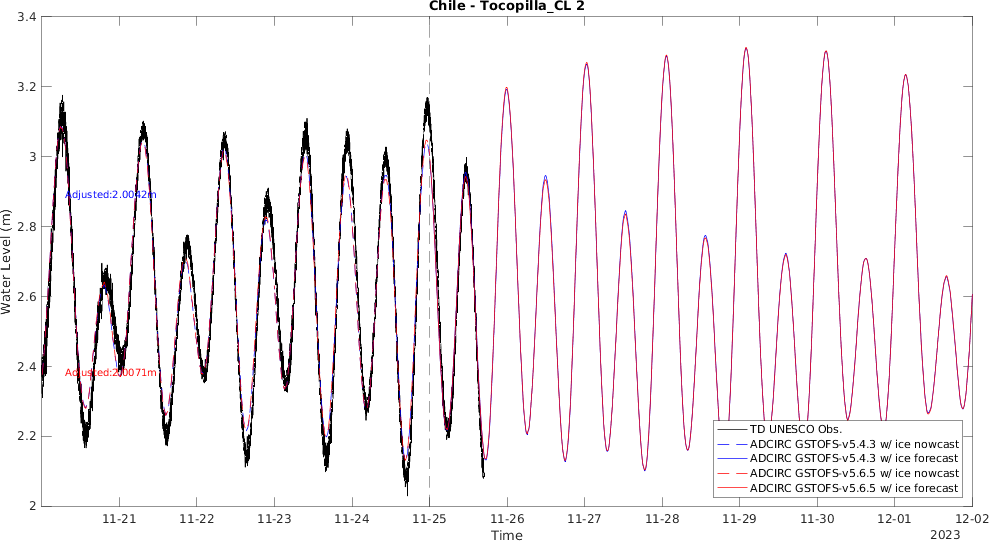 Chile - Tocopilla_CL 2
3.4
3.2
3
2.8
2.6
2.4
2.2
2
Water Level (m)
Adjusted:2.0042m
Adjusted:2.0071m
TD UNESCO Obs.
ADCIRC GSTOFS-v5.4.3 w/ ice nowcast
ADCIRC GSTOFS-v5.4.3 w/ ice forecast
ADCIRC GSTOFS-v5.6.5 w/ ice nowcast
ADCIRC GSTOFS-v5.6.5 w/ ice forecast
11-21 11-22 11-23 11-24 11-25 11-26 11-27 11-28 11-29 11-30 12-01 12-02
Time
2023